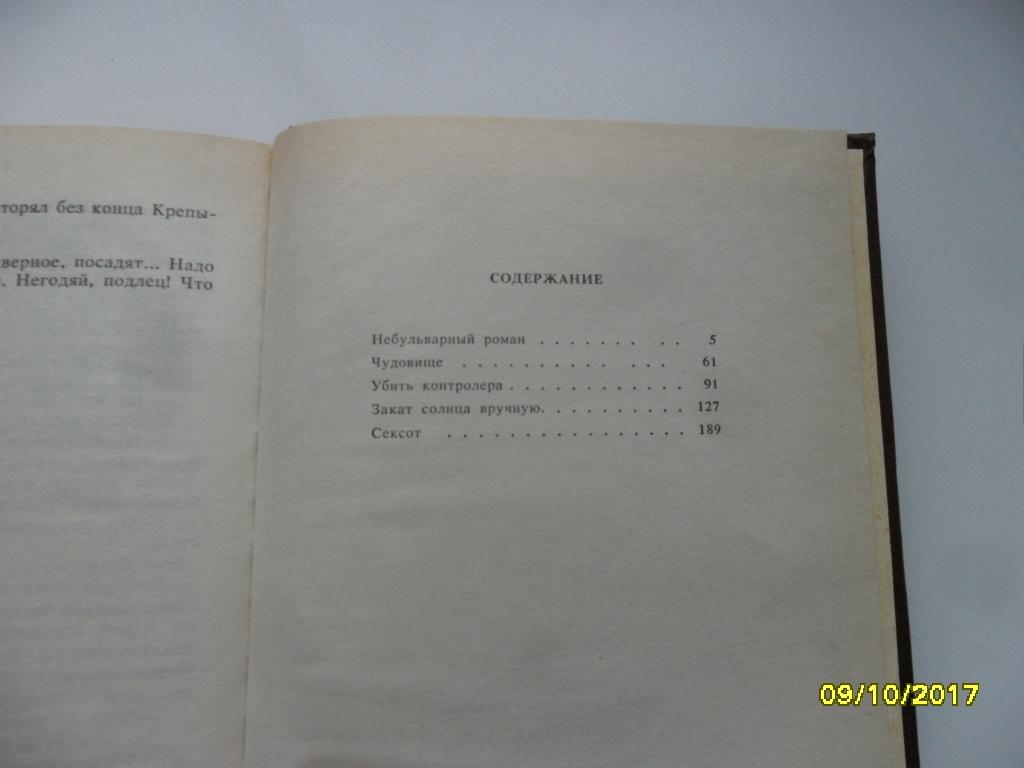 торял без конца Крепы-
верное, посадят... Надо
Негодяй, подлец! Что
СОДЕРЖАНИЕ
Небульварный роман . . . . . . . . . 5
Чудовище . . . . . . . . . . . . . 61
Убить контролера . . . . . . . . . . . . 91
Закат солнца вручную. . . . . . . . . . 127
Сексот . . . . . . . . . . . . . . . . 189
09/10/2017